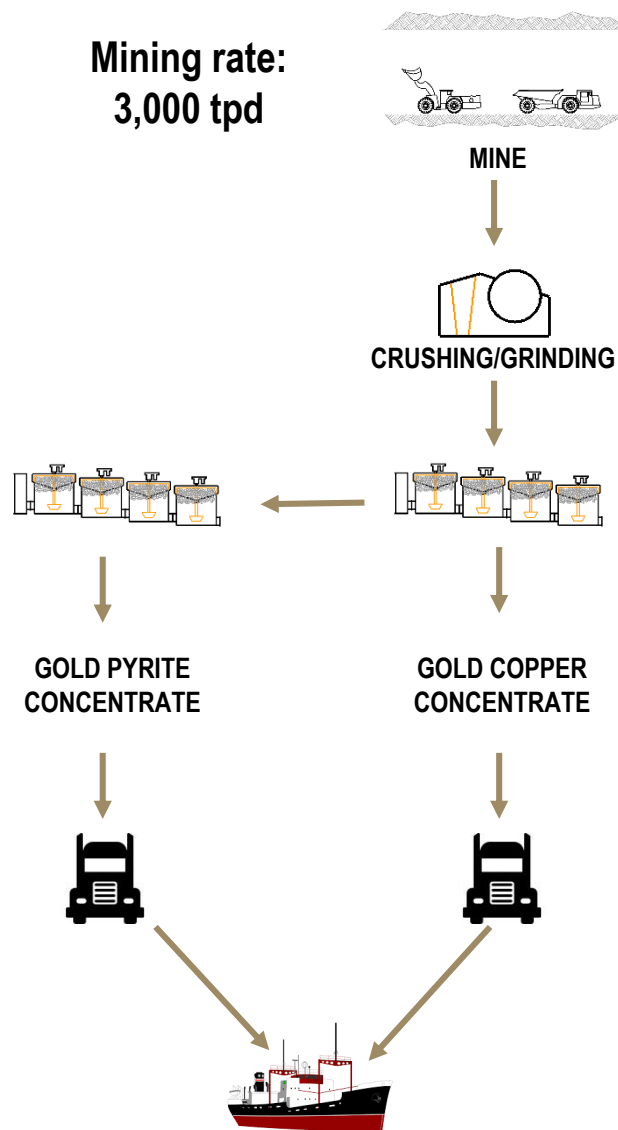 Mining rate:
3,000 tpd
MINE
CRUSHING/GRINDING
GOLD PYRITE
CONCENTRATE
GOLD COPPER
CONCENTRATE